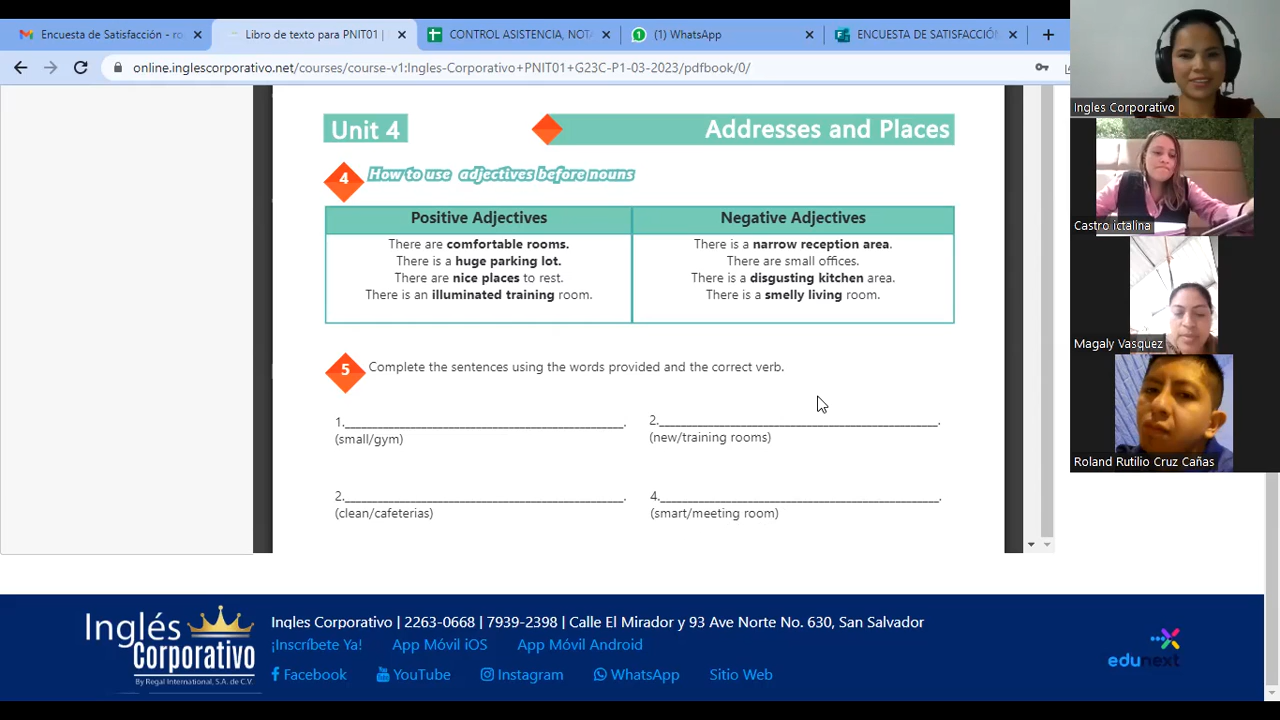 Encuesta de Satisfacción - ro
Libro de texto para PNIT01 |
CONTROL ASISTENCIA, NOTA
(1) WhatsApp
ENCUESTA DE SATISFACCIÓN
online.inglescorporativo.net/courses/course-v1:Ingles-Corporativo+PNIT01+G23C-P1-03-2023/pdfbook/0/
Ingles Corporativo
Castro ictalina
Magaly Vasquez
Roland Rutilio Cruz Cañas
Unit 4
Addresses and Places
4
How to use adjectives before nouns
Positive Adjectives
Negative Adjectives
There are comfortable rooms.
There is a huge parking lot.
There are nice places to rest.
There is an illuminated training room.
There is a narrow reception area.
There are small offices.
There is a disgusting kitchen area.
There is a smelly living room.
5
Complete the sentences using the words provided and the correct verb.
1.______________________________.
(small/gym)
2.______________________________.
(new/training rooms)
2.______________________________.
(clean/cafeterias)
4.______________________________.
(smart/meeting room)
Inglés
Corporativo
By Regal International, S.A. de C.V.
Ingles Corporativo | 2263-0668 | 7939-2398 | Calle El Mirador y 93 Ave Norte No. 630, San Salvador
¡Inscríbete Ya!
App Móvil iOS
App Móvil Android
Facebook
YouTube
Instagram
WhatsApp
Sitio Web
edunext